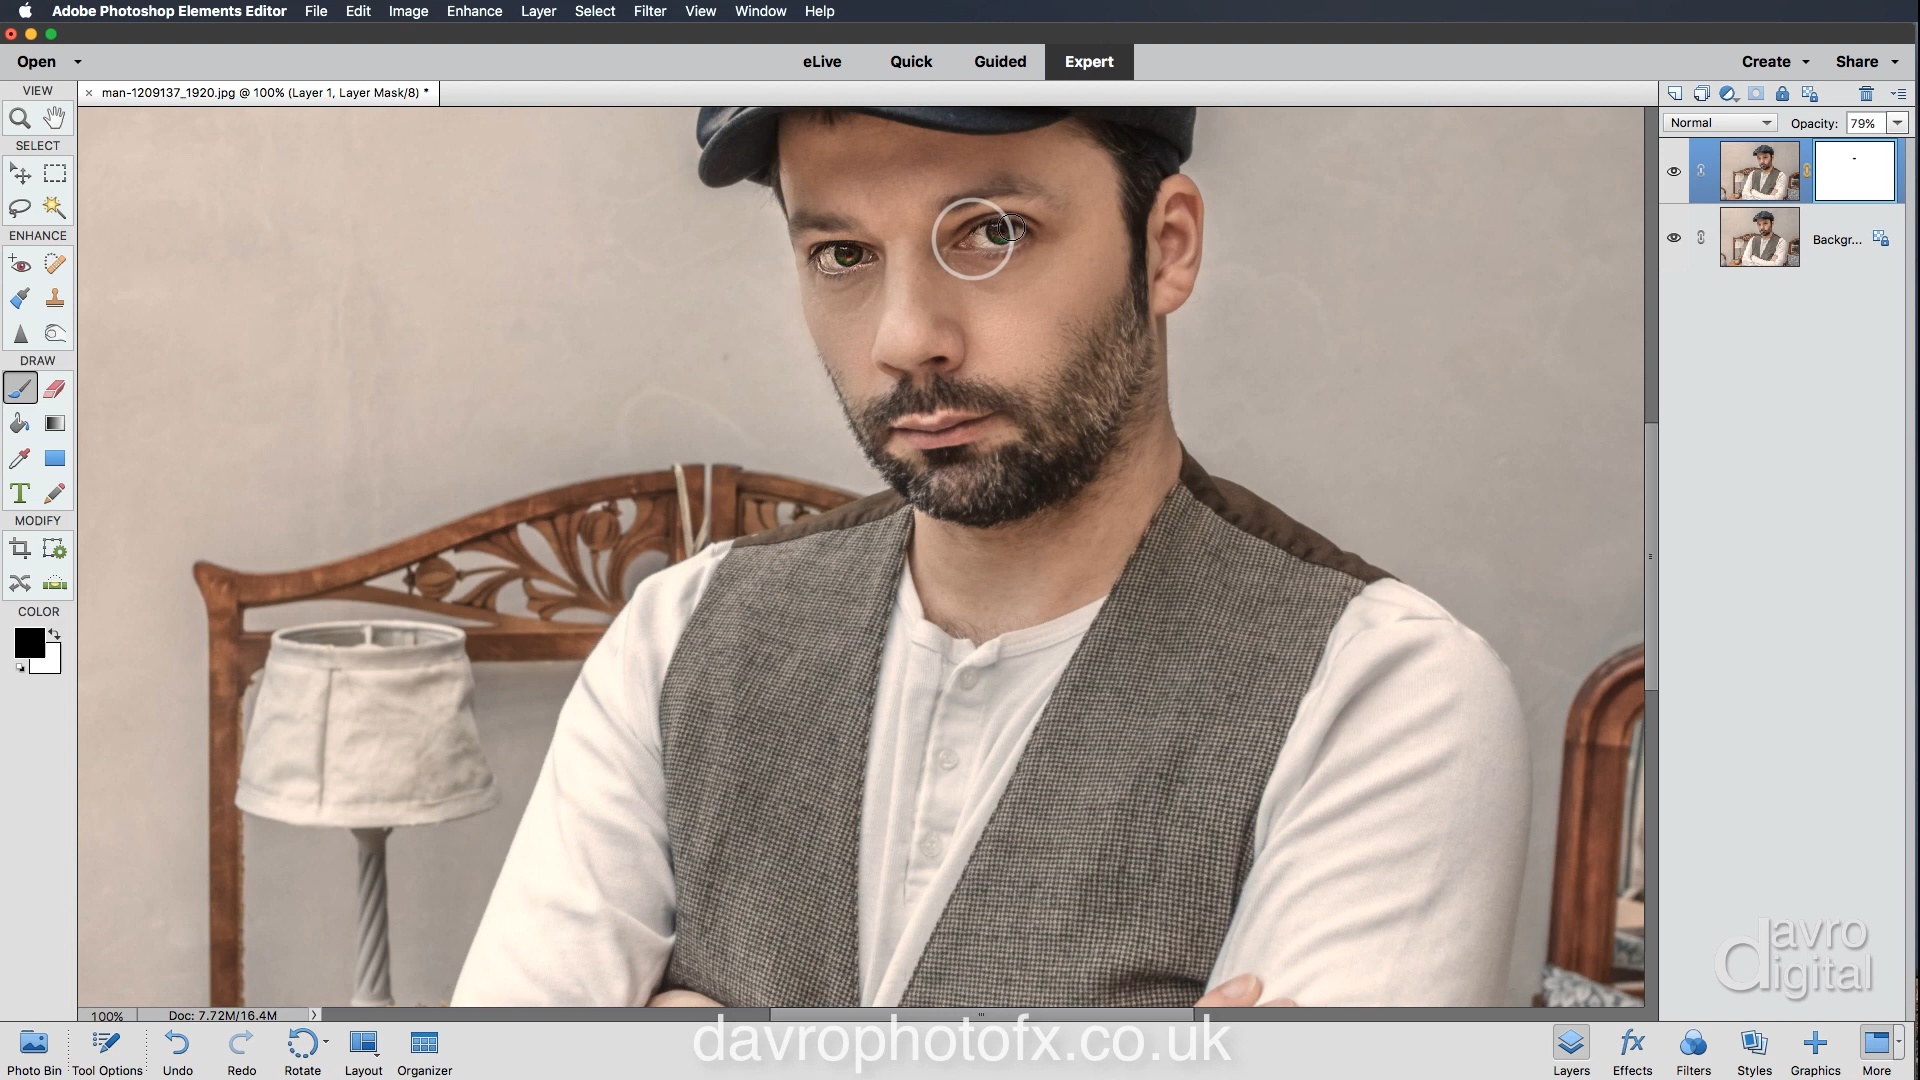 Adobe Photoshop Elements Editor File Edit Image Enhance Layer Select Filter View Window Help
Open eLive Quick Guided Expert Create Share
VIEW
× man-1209137_1920.jpg @ 100% (Layer 1, Layer Mask/8) *
Normal Opacity: 79%
SELECT
Backgr...
ENHANCE
DRAW
T
MODIFY
COLOR
davro
digital
100% Doc: 7.72M/16.4M
davrophotofx.co.uk
fx
Photo Bin Tool Options Undo Redo Rotate Layout Organizer Layers Effects Filters Styles Graphics More